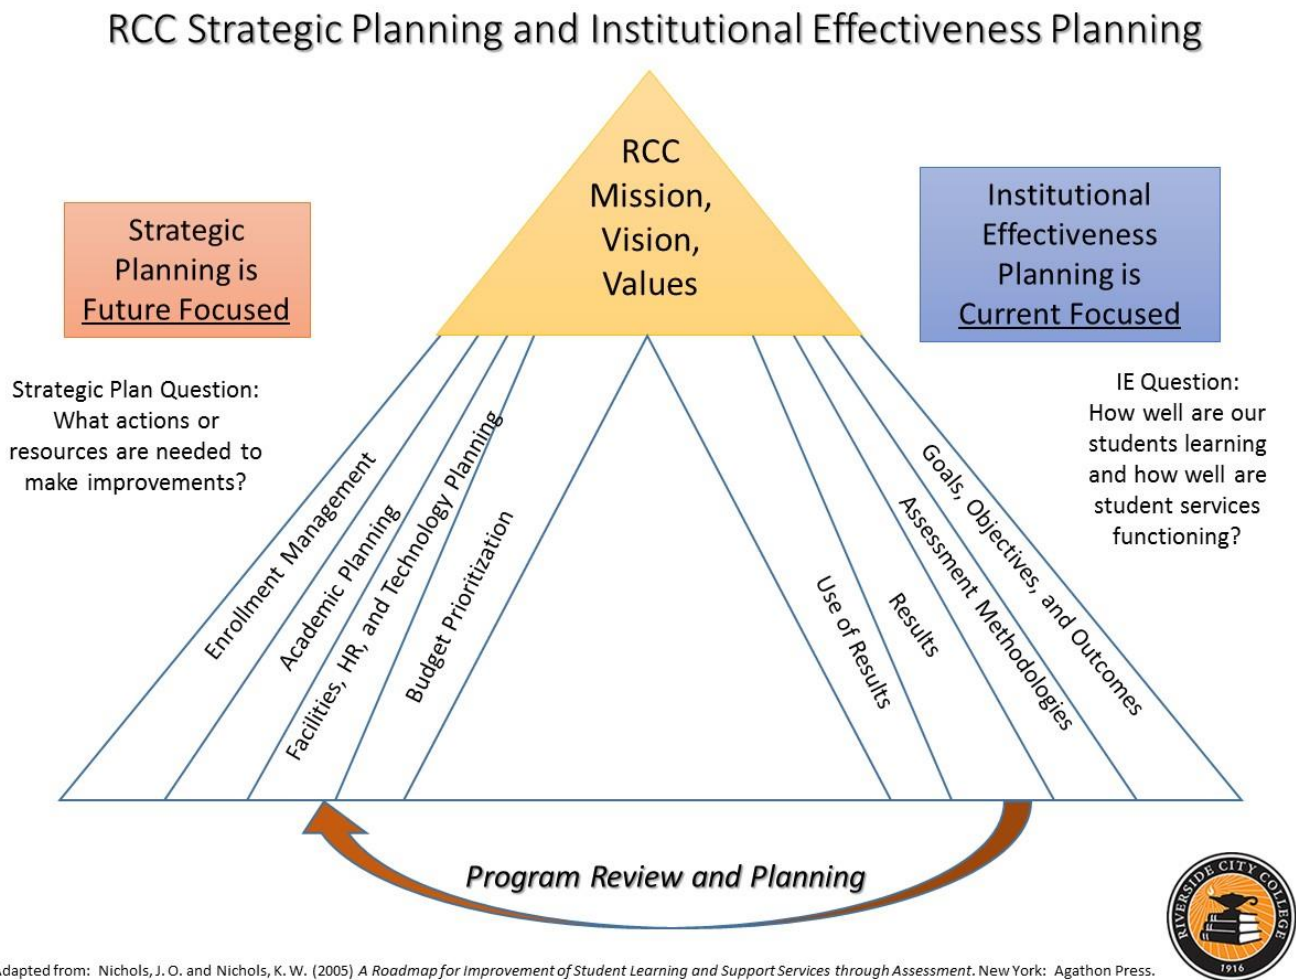 RCC Strategic Planning and Institutional Effectiveness Planning
RCC
Mission,
Vision,
Values
Strategic
Planning is
Future Focused
Institutional
Effectiveness
Planning is
Current Focused
Strategic Plan Question:
What actions or
resources are needed to
make improvements?
IE Question:
How well are our
students learning
and how well are
student services
functioning?
Enrollment Management
Academic Planning
Facilities, HR, and Technology Planning
Budget Prioritization
Use of Results
Results
Assessment Methodologies
Goals, Objectives, and Outcomes
Program Review and Planning
RIVERSIDE CITY COLLEGE
1916
Adapted from: Nichols, J. O. and Nichols, K. W. (2005) A Roadmap for Improvement of Student Learning and Support Services through Assessment. New York: Agathon Press.